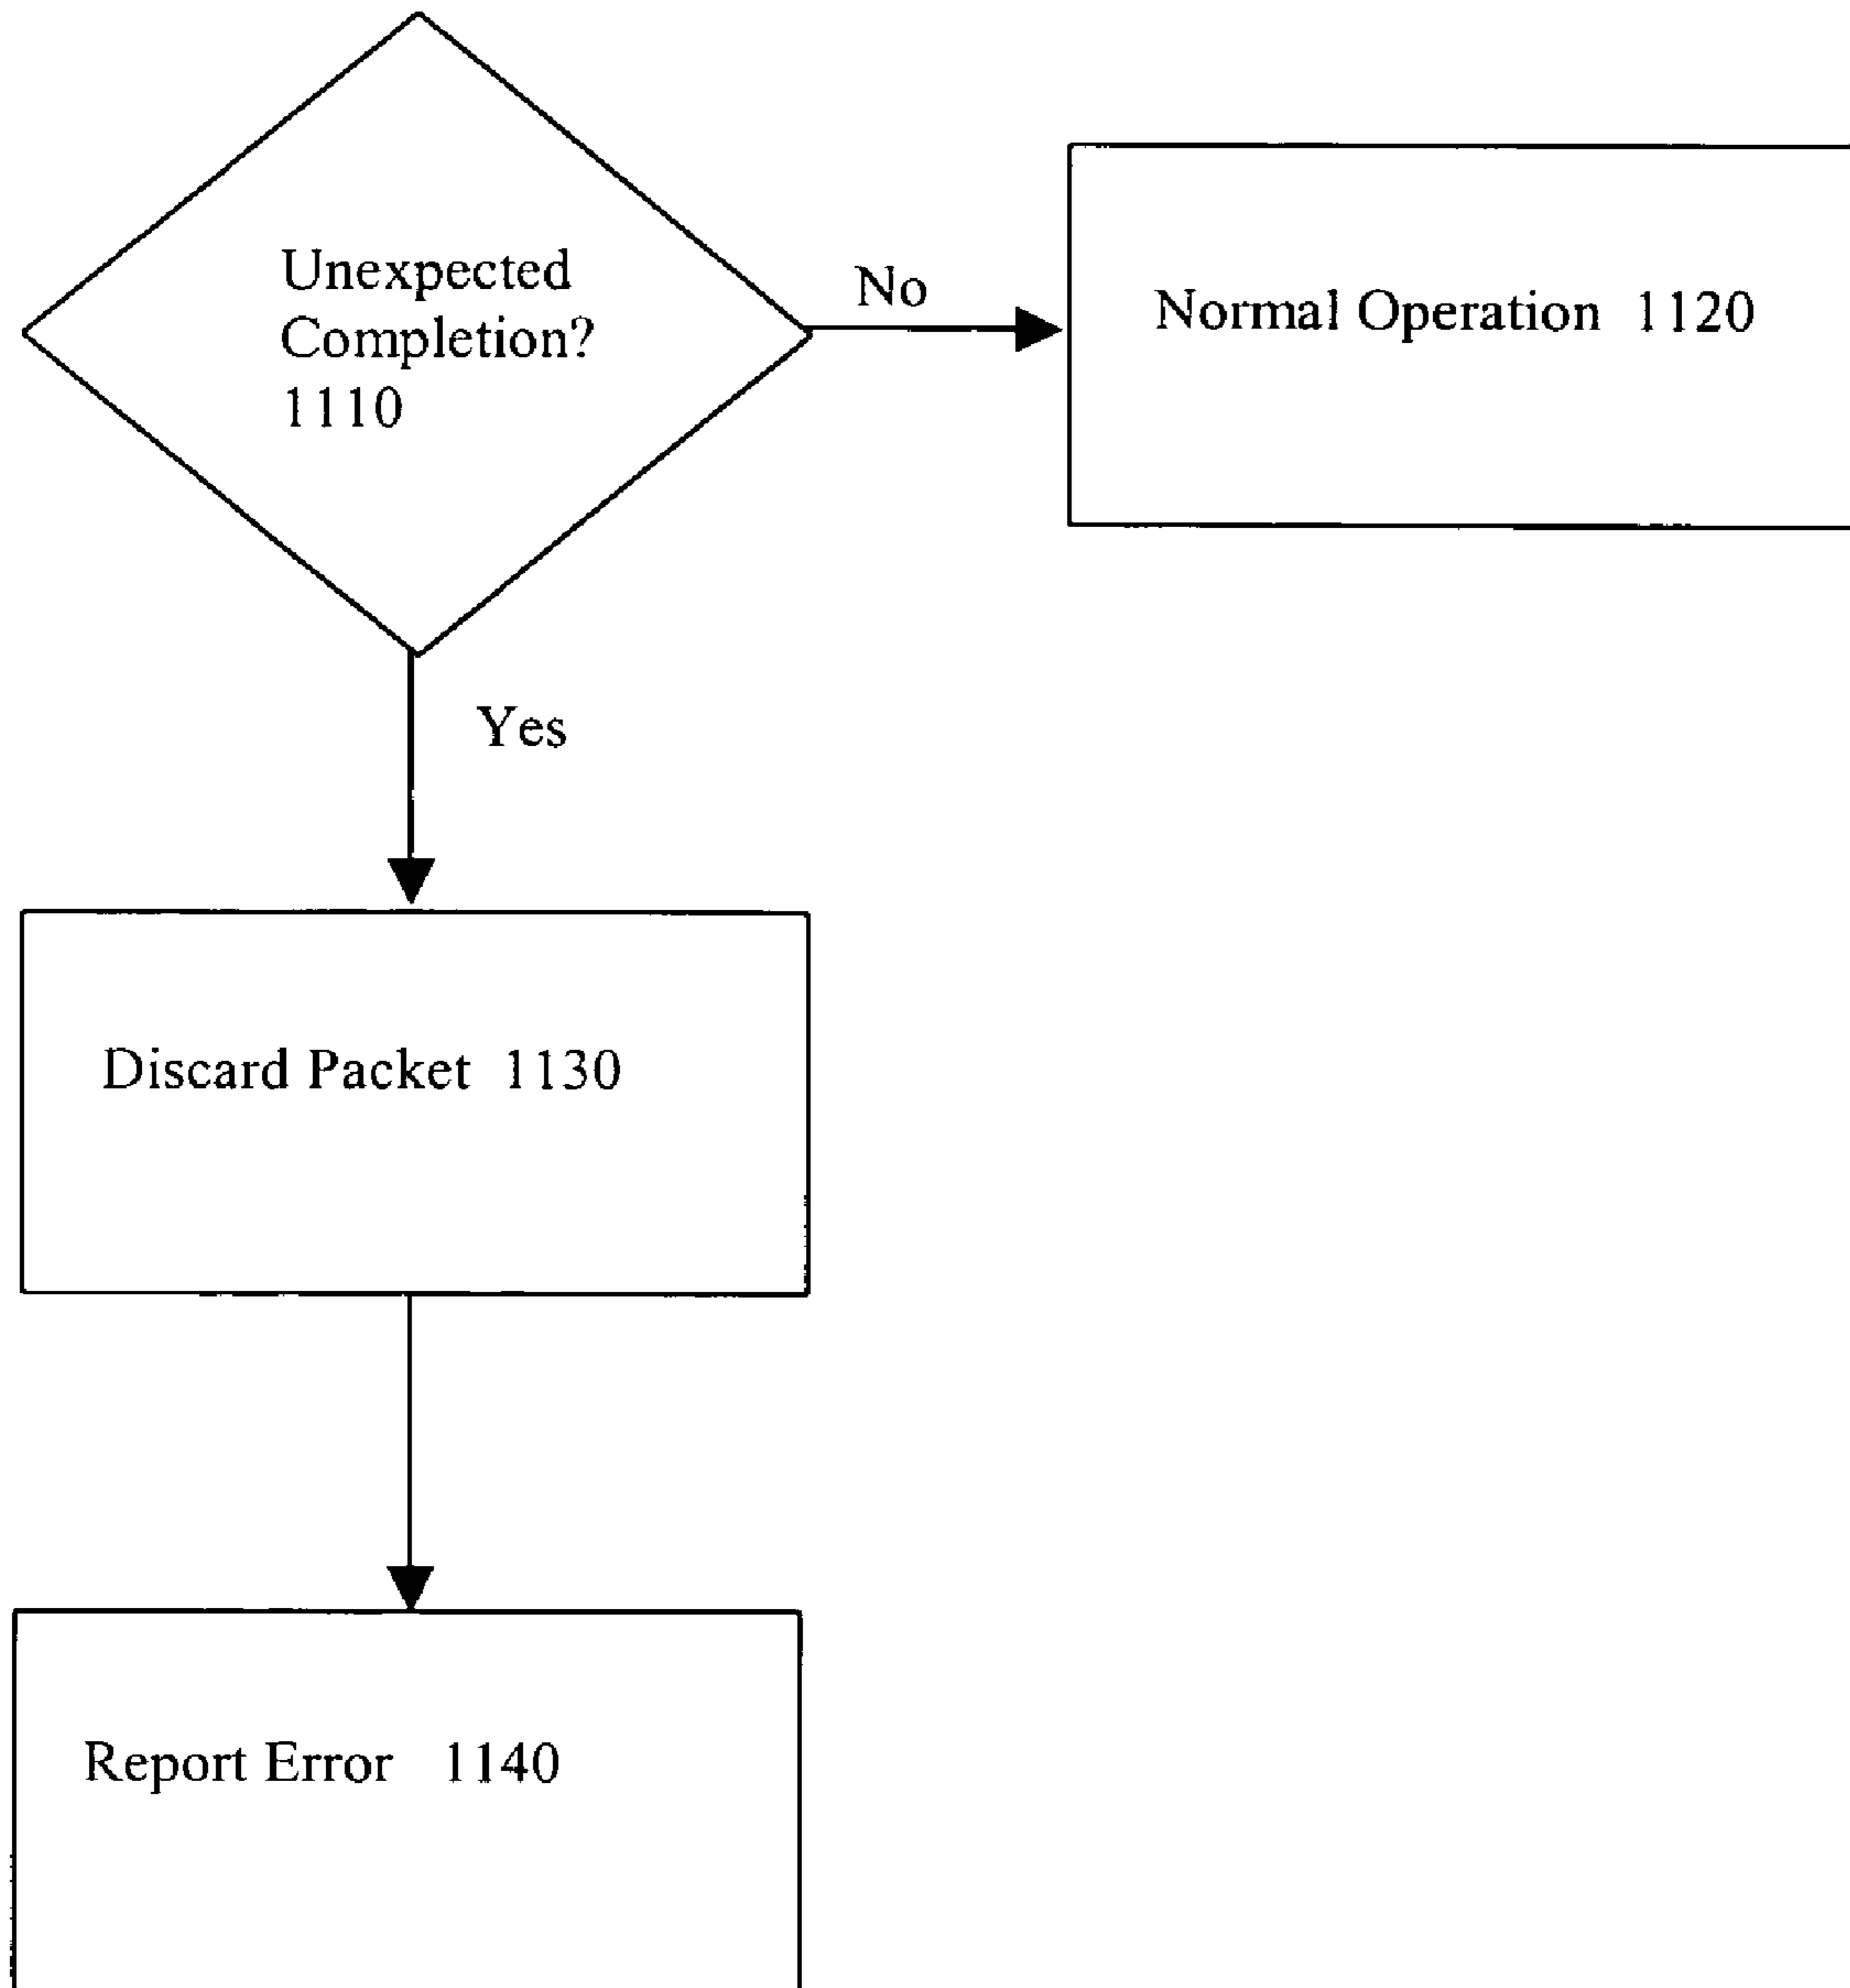 Unexpected
Completion?
1110
No
Normal Operation 1120
Yes
Discard Packet 1130
Report Error 1140